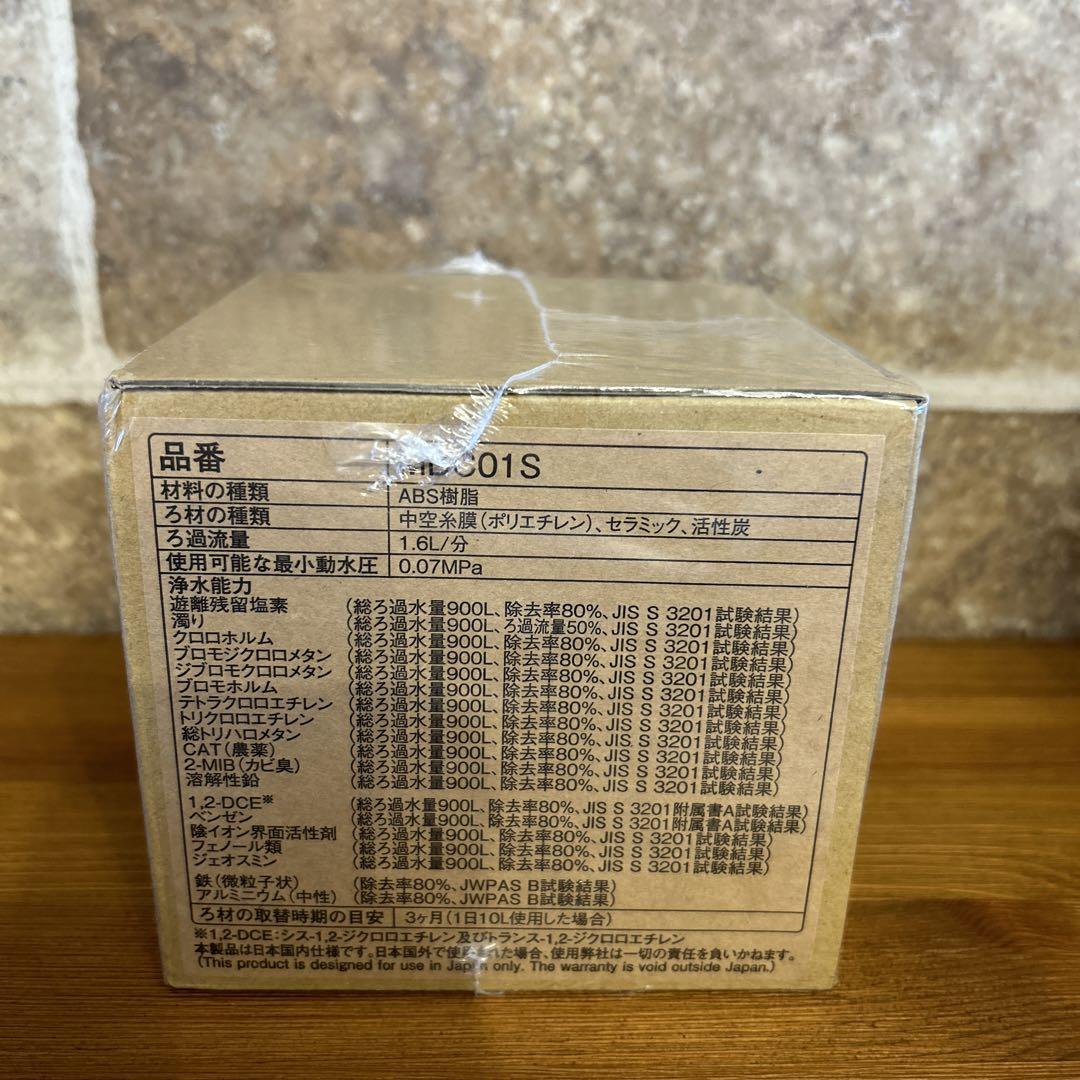 品番 MDC01S
材料の種類 ABS樹脂
ろ材の種類 中空糸膜(ポリエチレン)、セラミック、活性炭
ろ過流量 1.6L/分
使用可能な最小動水圧 0.07MPa
浄水能力
遊離残留塩素 (総ろ過水量900L、除去率80%、JIS S 3201試験結果)
濁り (総ろ過水量900L、ろ過流量50%、JIS S 3201試験結果)
クロロホルム (総ろ過水量900L、除去率80%、JIS S 3201試験結果)
ブロモジクロロメタン (総ろ過水量900L、除去率80%、JIS S 3201試験結果)
ジブロモクロロメタン (総ろ過水量900L、除去率80%、JIS S 3201試験結果)
ブロモホルム (総ろ過水量900L、除去率80%、JIS S 3201試験結果)
テトラクロロエチレン (総ろ過水量900L、除去率80%、JIS S 3201試験結果)
トリクロロエチレン (総ろ過水量900L、除去率80%、JIS S 3201試験結果)
総トリハロメタン (総ろ過水量900L、除去率80%、JIS S 3201試験結果)
CAT(農薬) (総ろ過水量900L、除去率80%、JIS S 3201試験結果)
2-MIB(カビ臭) (総ろ過水量900L、除去率80%、JIS S 3201試験結果)
溶解性鉛 (総ろ過水量900L、除去率80%、JIS S 3201試験結果)
1,2-DCE※ (総ろ過水量900L、除去率80%、JIS S 3201附属書A試験結果)
ベンゼン (総ろ過水量900L、除去率80%、JIS S 3201附属書A試験結果)
陰イオン界面活性剤 (総ろ過水量900L、除去率80%、JIS S 3201試験結果)
フェノール類 (総ろ過水量900L、除去率80%、JIS S 3201試験結果)
ジェオスミン (総ろ過水量900L、除去率80%、JIS S 3201試験結果)
鉄(微粒子状) (除去率80%、JWPAS B試験結果)
アルミニウム(中性) (除去率80%、JWPAS B試験結果)
ろ材の取替時期の目安 3ヶ月(1日10L使用した場合)
※1,2-DCE:シス-1,2-ジクロロエチレン及びトランス-1,2-ジクロロエチレン
本製品は日本国内仕様です。日本国外で使用された場合、使用弊社は一切の責任を負いかねます。
(This product is designed for use in Japan only. The warranty is void outside Japan.)